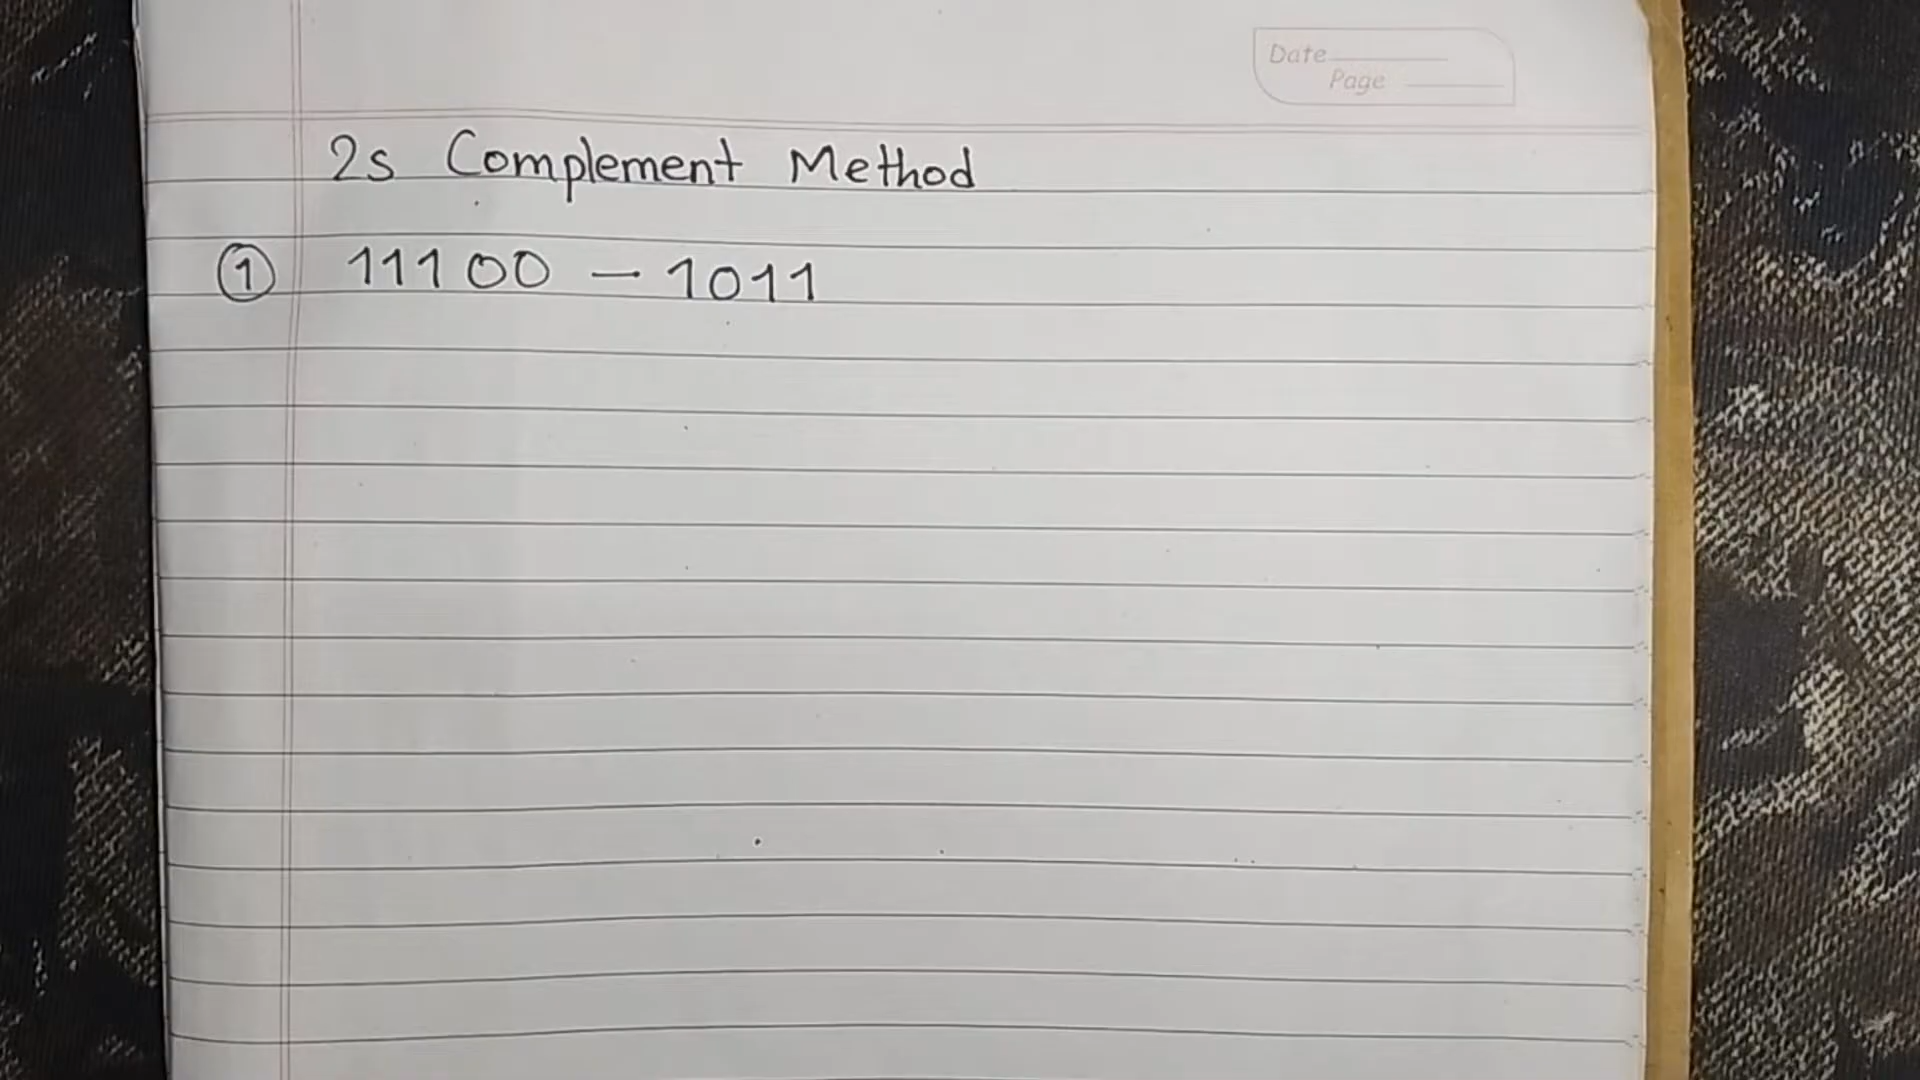 Date
Page
2s Complement Method
① 11100 – 1011